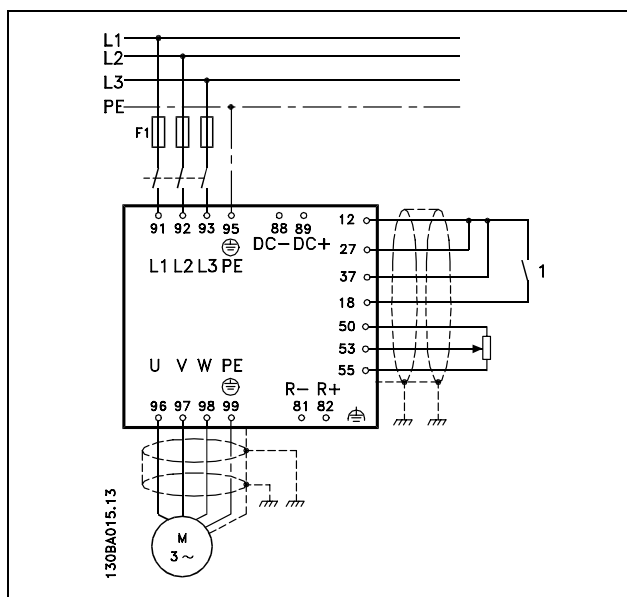 L1
L2
L3
PE
F1
91 92 93 95 88 89
DC- DC+
L1 L2 L3 PE
12
27
37
18
50
53
55
1
U V W PE
96 97 98 99
R- R+
81 82
M
3 ~
130BA015.13